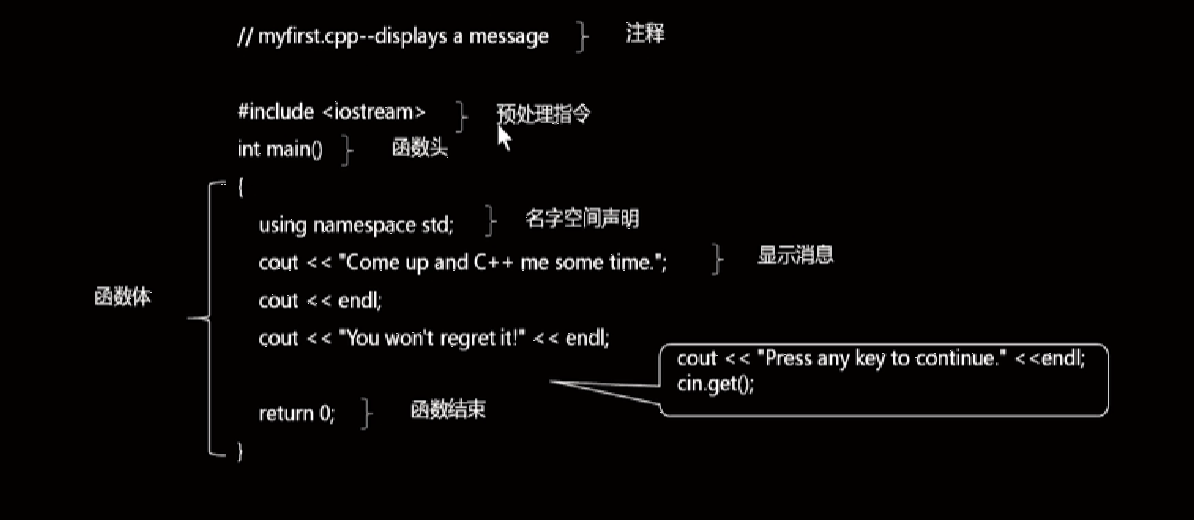 // myfirst.cpp--displays a message 注释
#include <iostream> 预处理指令
int main() 函数头
{
using namespace std; 名字空间声明
cout << "Come up and C++ me some time."; 显示消息
函数体
cout << endl;
cout << "You won't regret it!" << endl;
cout << "Press any key to continue." <<endl;
cin.get();
return 0; 函数结束
}